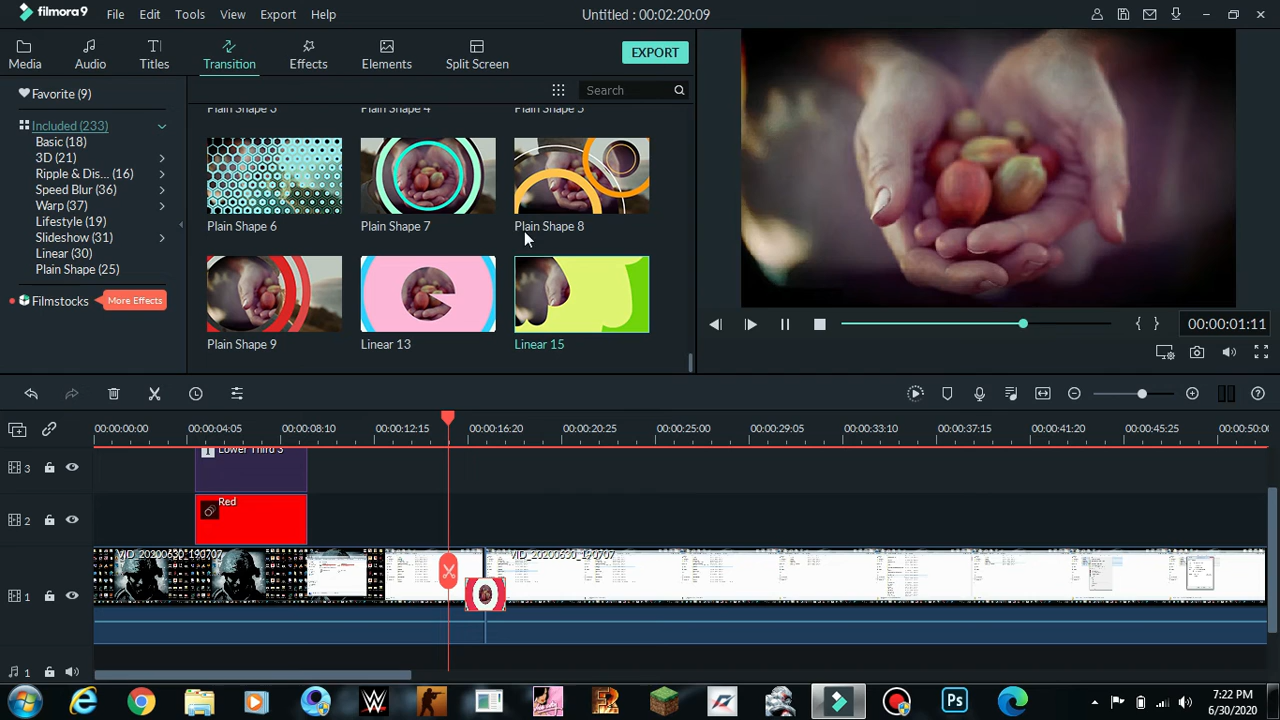 filmora9 File Edit Tools View Export Help Untitled : 00:02:20:09
Media Audio Titles Transition Effects Elements Split Screen EXPORT
Favorite (9)
Search
Included (233)
Basic (18)
3D (21)
Ripple & Dis... (16)
Speed Blur (36)
Warp (37)
Lifestyle (19)
Slideshow (31)
Linear (30)
Plain Shape (25)
Filmstocks More Effects
Plain Shape 3 Plain Shape 4 Plain Shape 5
Plain Shape 6 Plain Shape 7 Plain Shape 8
Plain Shape 9 Linear 13 Linear 15
00:00:01:11
00:00:00:00 00:00:04:05 00:00:08:10 00:00:12:15 00:00:16:20 00:00:20:25 00:00:25:00 00:00:29:05 00:00:33:10 00:00:37:15 00:00:41:20 00:00:45:25 00:00:50:0
3 Lower Third 3
2 Red
1 VID_20200630_190707 VID_20200630_190707
1
Ps
7:22 PM
6/30/2020